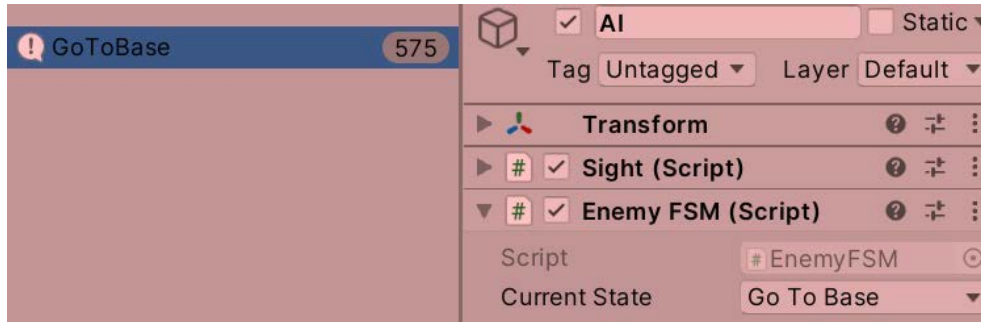 GoToBase 575
AI Static
Tag Untagged Layer Default
Transform
# Sight (Script)
# Enemy FSM (Script)
Script # EnemyFSM
Current State Go To Base